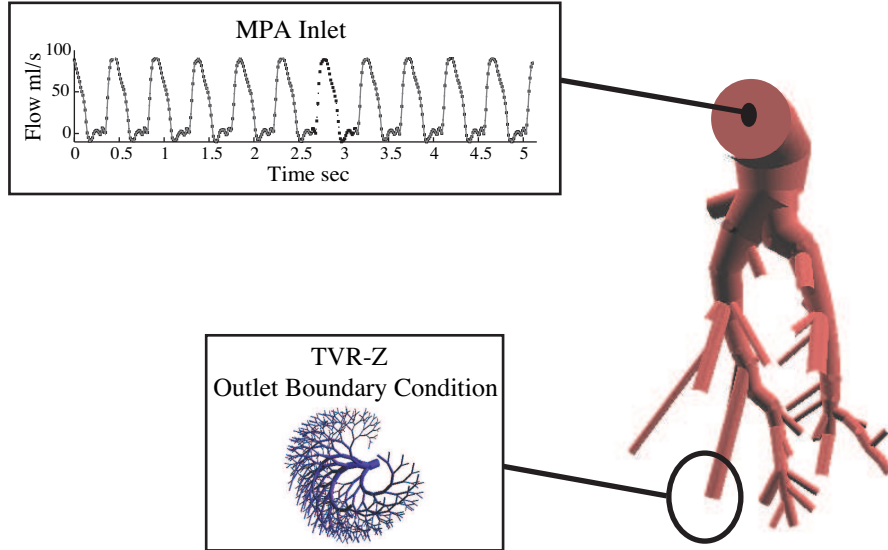 MPA Inlet
100
50
0
Flow ml/s
0 0.5 1 1.5 2 2.5 3 3.5 4 4.5 5
Time sec
TVR-Z
Outlet Boundary Condition